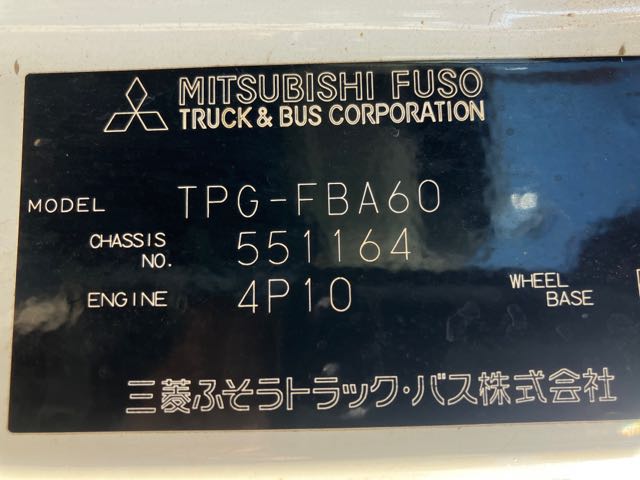 MITSUBISHI FUSO
TRUCK & BUS CORPORATION
MODEL TPG-FBA60
CHASSIS NO. 551164
ENGINE 4P10 WHEEL BASE
三菱ふそうトラック・バス株式会社